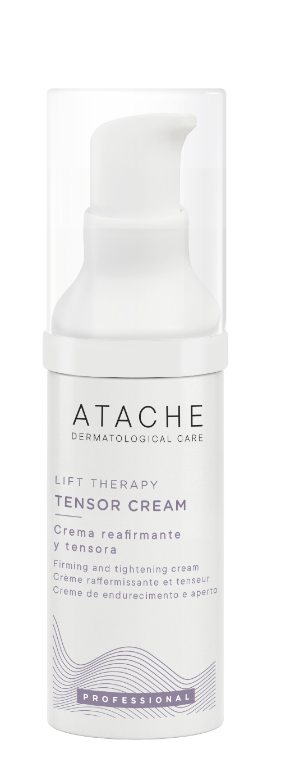 ATACHE
DERMATOLOGICAL CARE
LIFT THERAPY
TENSOR CREAM
Crema reafirmante
y tensora
Firming and tightening cream
Crème raffermissante et tenseur
Creme de endurecimento e aperto
PROFESSIONAL